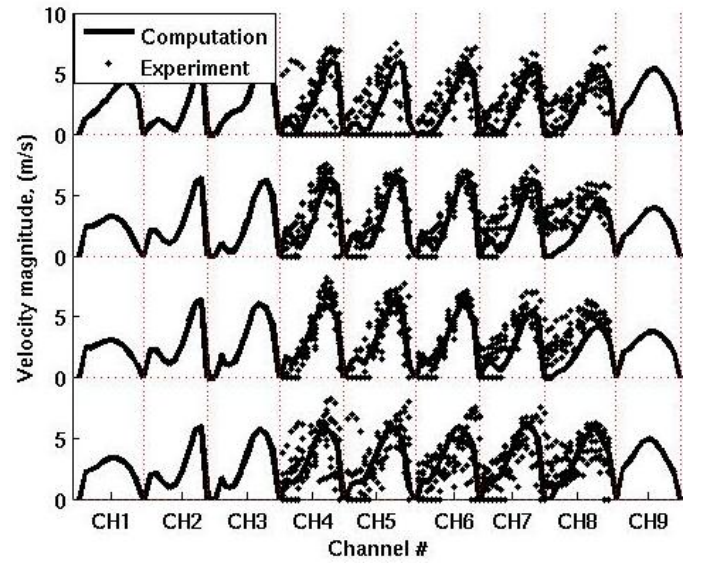 10
Computation
Experiment
5
0
5
0
5
0
5
0
Velocity magnitude, (m/s)
CH1 CH2 CH3 CH4 CH5 CH6 CH7 CH8 CH9
Channel #